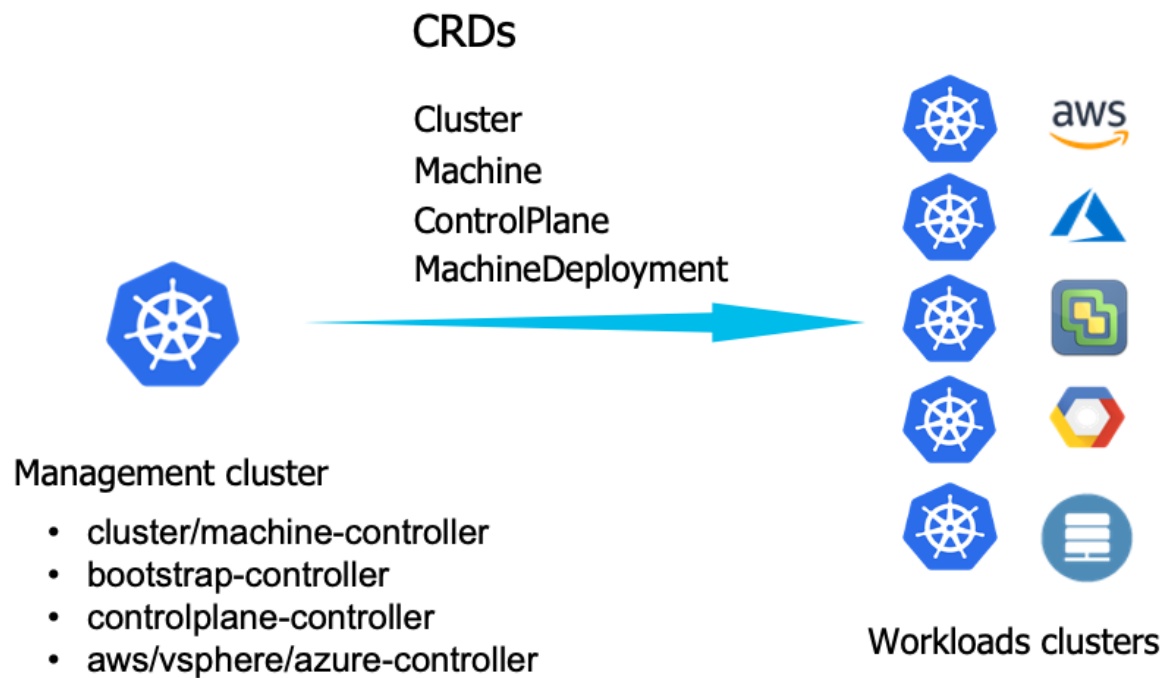 CRDs
Cluster
Machine
ControlPlane
MachineDeployment
aws
Management cluster
• cluster/machine-controller
• bootstrap-controller
• controlplane-controller
• aws/vsphere/azure-controller
Workloads clusters